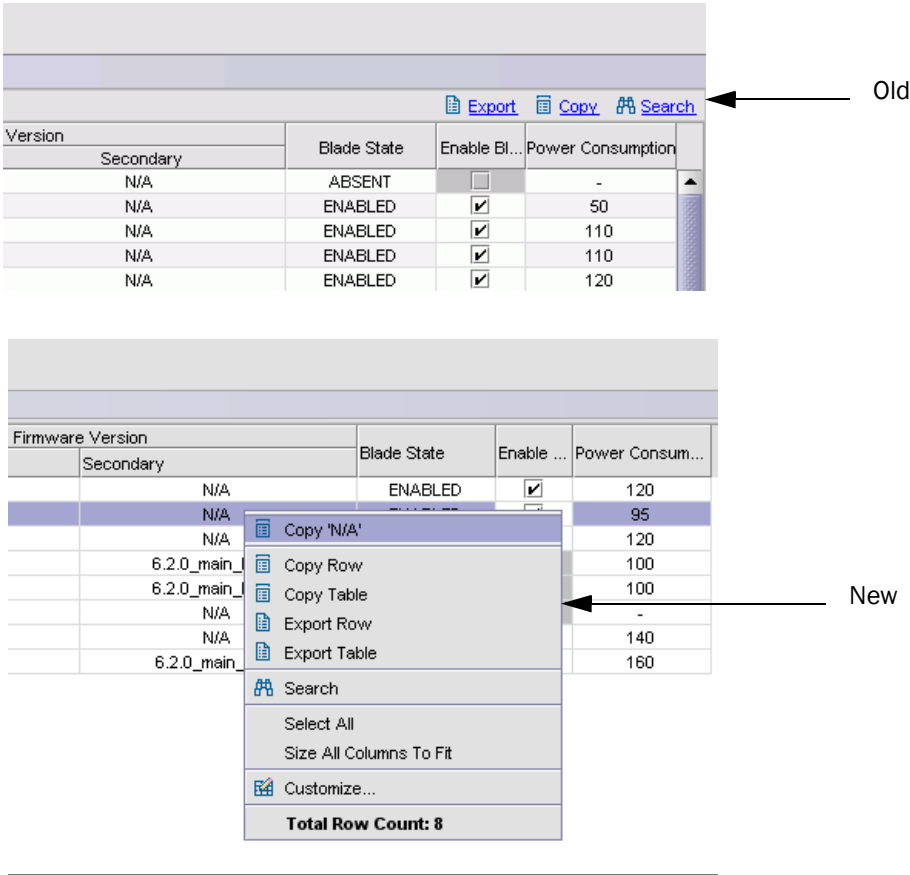 Old
Export Copy Search
Version Blade State Enable Bl... Power Consumption
Secondary
N/A ABSENT -
N/A ENABLED 50
N/A ENABLED 110
N/A ENABLED 110
N/A ENABLED 120
Firmware Version Blade State Enable ... Power Consum...
Secondary
N/A ENABLED 120
N/A 95
Copy 'N/A'
N/A 120
6.2.0_main_ Copy Row 100
6.2.0_main_ Copy Table 100
New
N/A Export Row -
N/A Export Table 140
6.2.0_main_ 160
Search
Select All
Size All Columns To Fit
Customize...
Total Row Count: 8